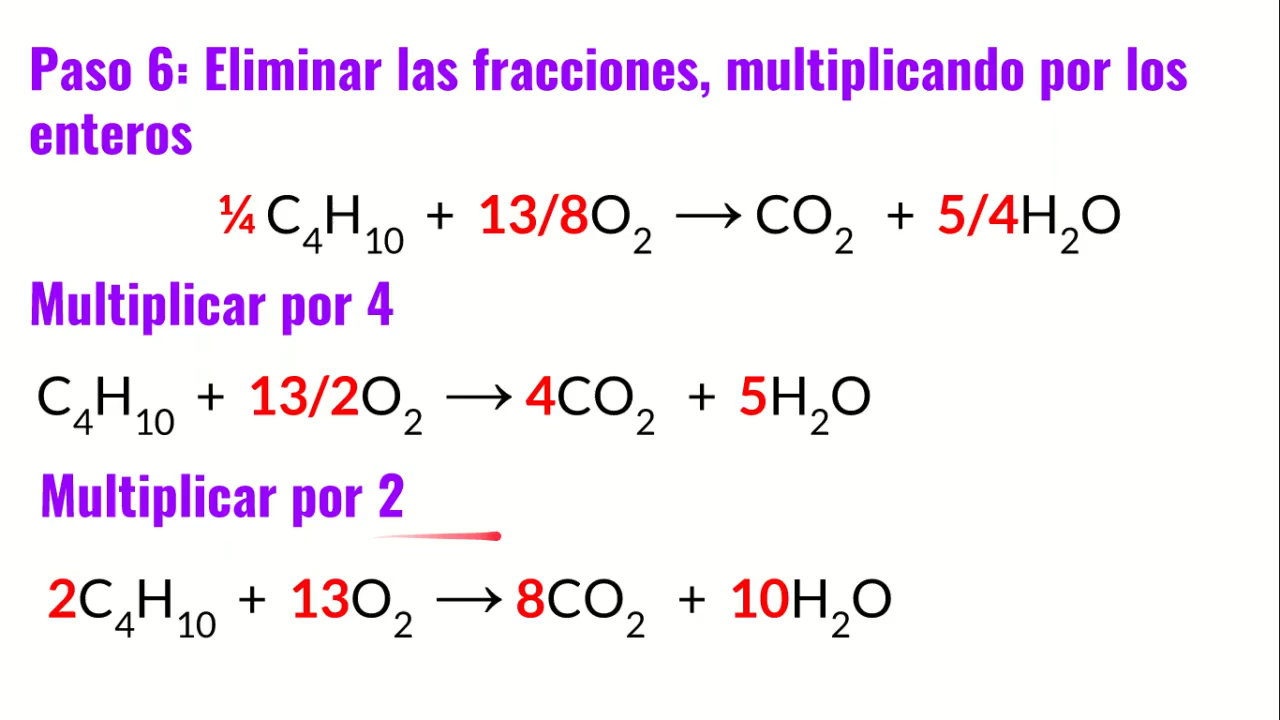 Paso 6: Eliminar las fracciones, multiplicando por los
enteros
¼ C₄H₁₀ + 13/8O₂ → CO₂ + 5/4H₂O
Multiplicar por 4
C₄H₁₀ + 13/2O₂ → 4CO₂ + 5H₂O
Multiplicar por 2
2C₄H₁₀ + 13O₂ → 8CO₂ + 10H₂O